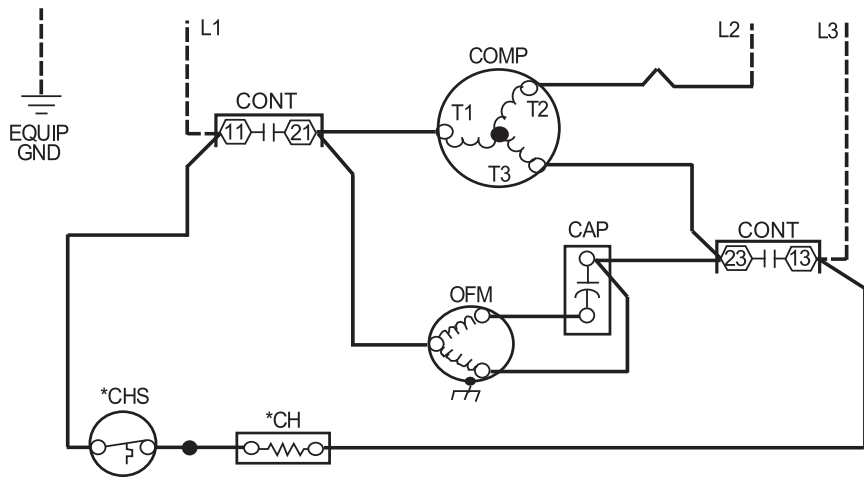 L1
L2
L3
COMP
CONT
T1
T2
11
21
EQUIP
GND
T3
CAP
CONT
23
13
OFM
*CHS
*CH